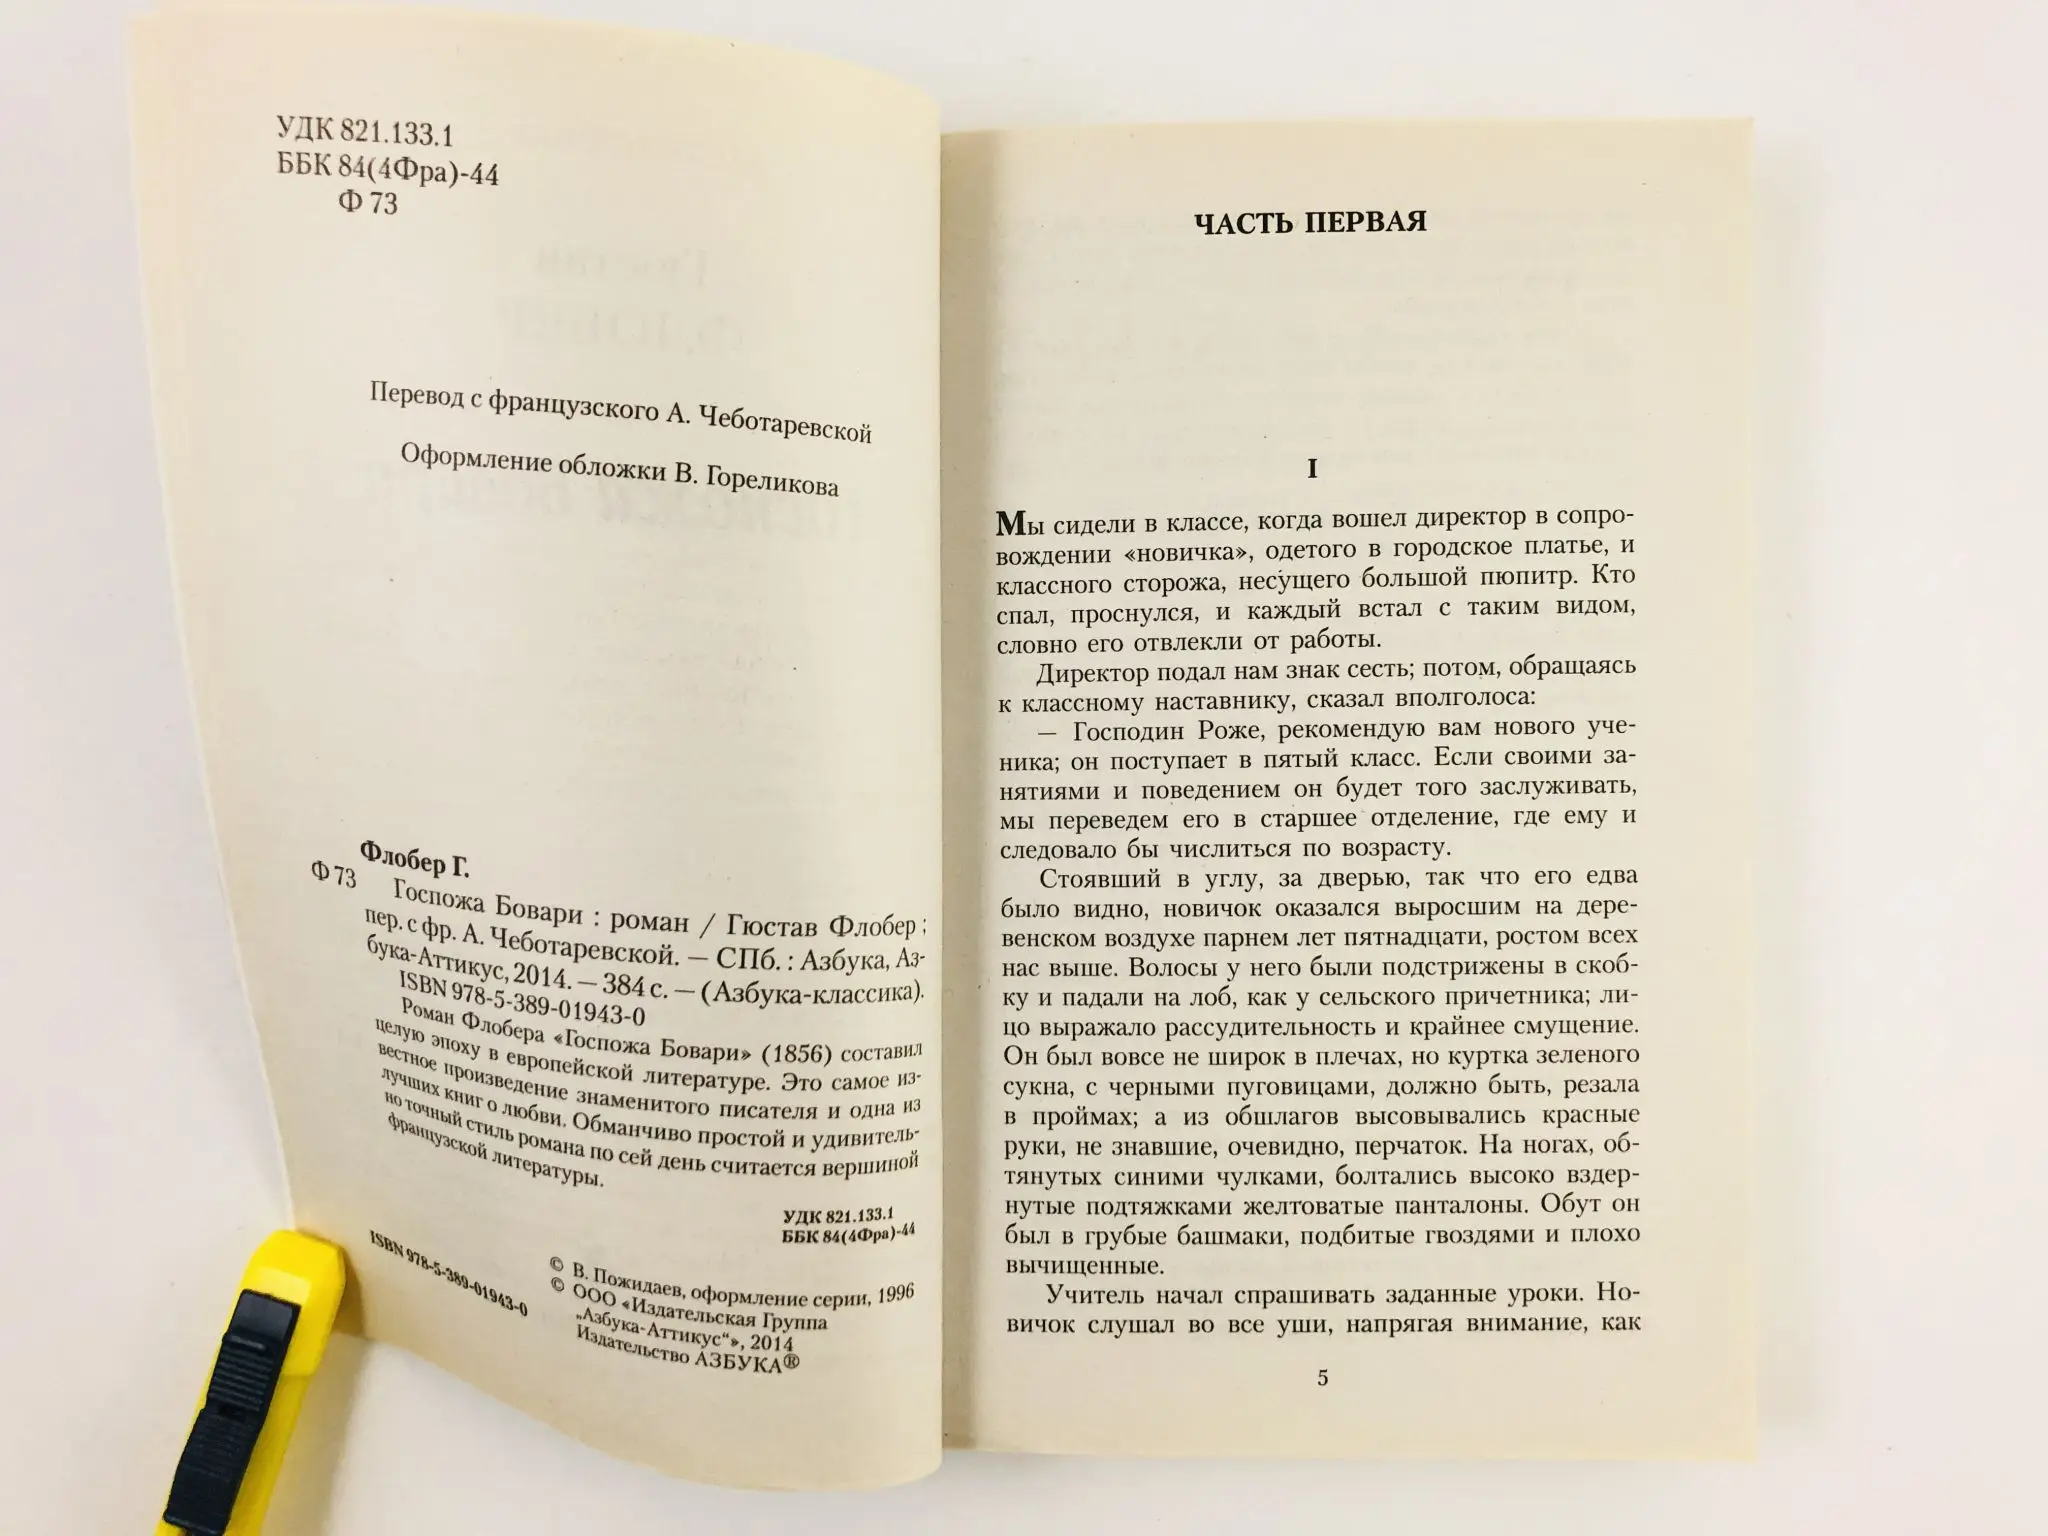 УДК 821.133.1
ББК 84(4Фра)-44
Ф 73
Перевод с французского А. Чеботаревской
Оформление обложки В. Гореликова
Флобер Г.
Ф 73
Госпожа Бовари : роман / Гюстав Флобер ;
пер. с фр. А. Чеботаревской. — СПб. : Азбука, Аз-
бука-Аттикус, 2014. — 384 с. — (Азбука-классика).
ISBN 978-5-389-01943-0
Роман Флобера «Госпожа Бовари» (1856) составил
целую эпоху в европейской литературе. Это самое из-
вестное произведение знаменитого писателя и одна из
лучших книг о любви. Обманчиво простой и удивитель-
но точный стиль романа по сей день считается вершиной
французской литературы.
УДК 821.133.1
ББК 84(4Фра)-44
© В. Пожидаев, оформление серии, 1996
© ООО «Издательская Группа
„Азбука-Аттикус“», 2014
Издательство АЗБУКА®
ISBN 978-5-389-01943-0
ЧАСТЬ ПЕРВАЯ
I
Мы сидели в классе, когда вошел директор в сопро-
вождении «новичка», одетого в городское платье, и
классного сторожа, несущего большой пюпитр. Кто
спал, проснулся, и каждый встал с таким видом,
словно его отвлекли от работы.
Директор подал нам знак сесть; потом, обращаясь
к классному наставнику, сказал вполголоса:
— Господин Роже, рекомендую вам нового уче-
ника; он поступает в пятый класс. Если своими за-
нятиями и поведением он будет того заслуживать,
мы переведем его в старшее отделение, где ему и
следовало бы числиться по возрасту.
Стоявший в углу, за дверью, так что его едва
было видно, новичок оказался выросшим на дере-
венском воздухе парнем лет пятнадцати, ростом всех
нас выше. Волосы у него были подстрижены в скоб-
ку и падали на лоб, как у сельского причетника; ли-
цо выражало рассудительность и крайнее смущение.
Он был вовсе не широк в плечах, но куртка зеленого
сукна, с черными пуговицами, должно быть, резала
в проймах; а из обшлагов высовывались красные
руки, не знавшие, очевидно, перчаток. На ногах, об-
тянутых синими чулками, болтались высоко вздер-
нутые подтяжками желтоватые панталоны. Обут он
был в грубые башмаки, подбитые гвоздями и плохо
вычищенные.
Учитель начал спрашивать заданные уроки. Но-
вичок слушал во все уши, напрягая внимание, как
5